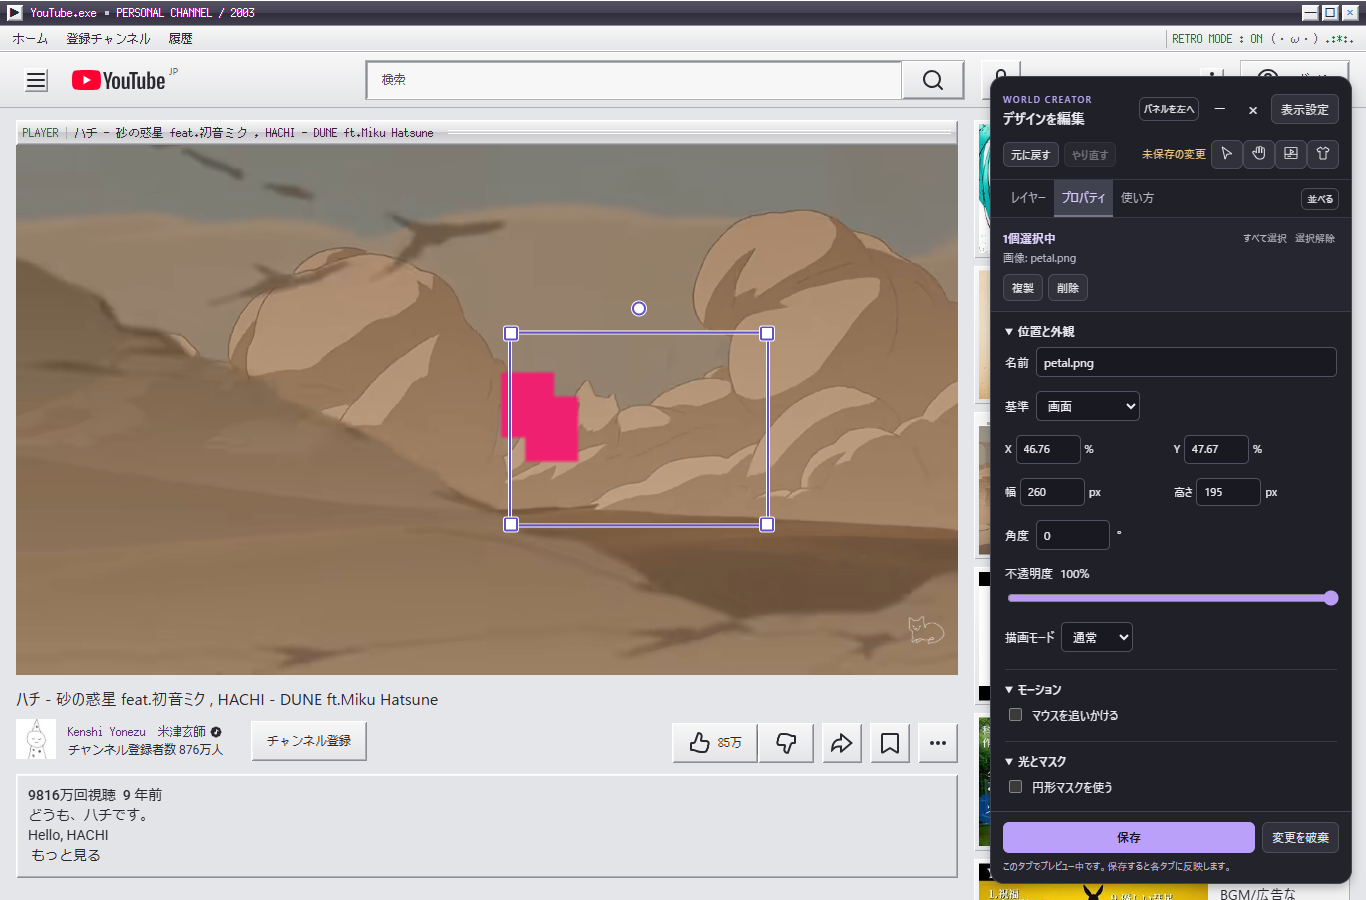 YouTube.exe ▪ PERSONAL CHANNEL / 2003
ホーム 登録チャンネル 履歴
RETRO MODE : ON (・ω・) .:*:.
YouTube JP
検索
PLAYER ハチ - 砂の惑星 feat.初音ミク , HACHI - DUNE ft.Miku Hatsune
ハチ - 砂の惑星 feat.初音ミク , HACHI - DUNE ft.Miku Hatsune
Kenshi Yonezu 米津玄師
チャンネル登録者数 876万人
チャンネル登録
85万
9816万回視聴 9 年前
どうも、ハチです。
Hello, HACHI
もっと見る
WORLD CREATOR
デザインを編集
パネルを左へ
表示設定
元に戻す やり直す 未保存の変更
レイヤー プロパティ 使い方 並べる
1個選択中 すべて選択 選択解除
画像: petal.png
複製 削除
▼ 位置と外観
名前 petal.png
基準 画面
X 46.76 % Y 47.67 %
幅 260 px 高さ 195 px
角度 0 °
不透明度 100%
描画モード 通常
▼ モーション
マウスを追いかける
▼ 光とマスク
円形マスクを使う
保存 変更を破棄
このタブでプレビュー中です。保存すると各タブに反映します。
1.祝福
BGM/広告な